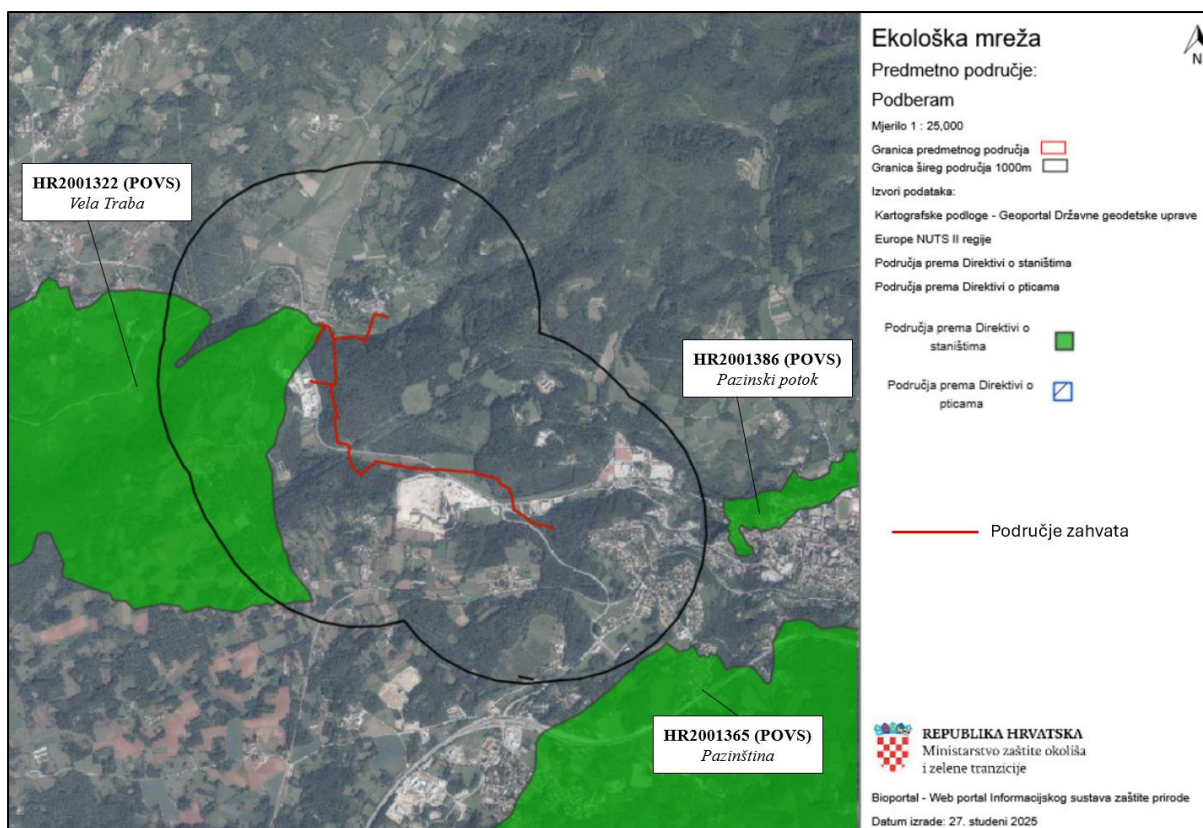 HR2001322 (POVS)
Vela Traba
HR2001386 (POVS)
Pazinski potok
HR2001365 (POVS)
Pazinština
Ekološka mreža
N
Predmetno područje:
Podberam
Mjerilo 1 : 25,000
Granica predmetnog područja
Granica šireg područja 1000m
Izvori podataka:
Kartografske podloge - Geoportal Državne geodetske uprave
Europe NUTS II regije
Područja prema Direktivi o staništima
Područja prema Direktivi o pticama
Područja prema Direktivi o
staništima
Područja prema Direktivi o
pticama
Područje zahvata
REPUBLIKA HRVATSKA
Ministarstvo zaštite okoliša
i zelene tranzicije
Bioportal - Web portal Informacijskog sustava zaštite prirode
Datum izrade: 27. studeni 2025